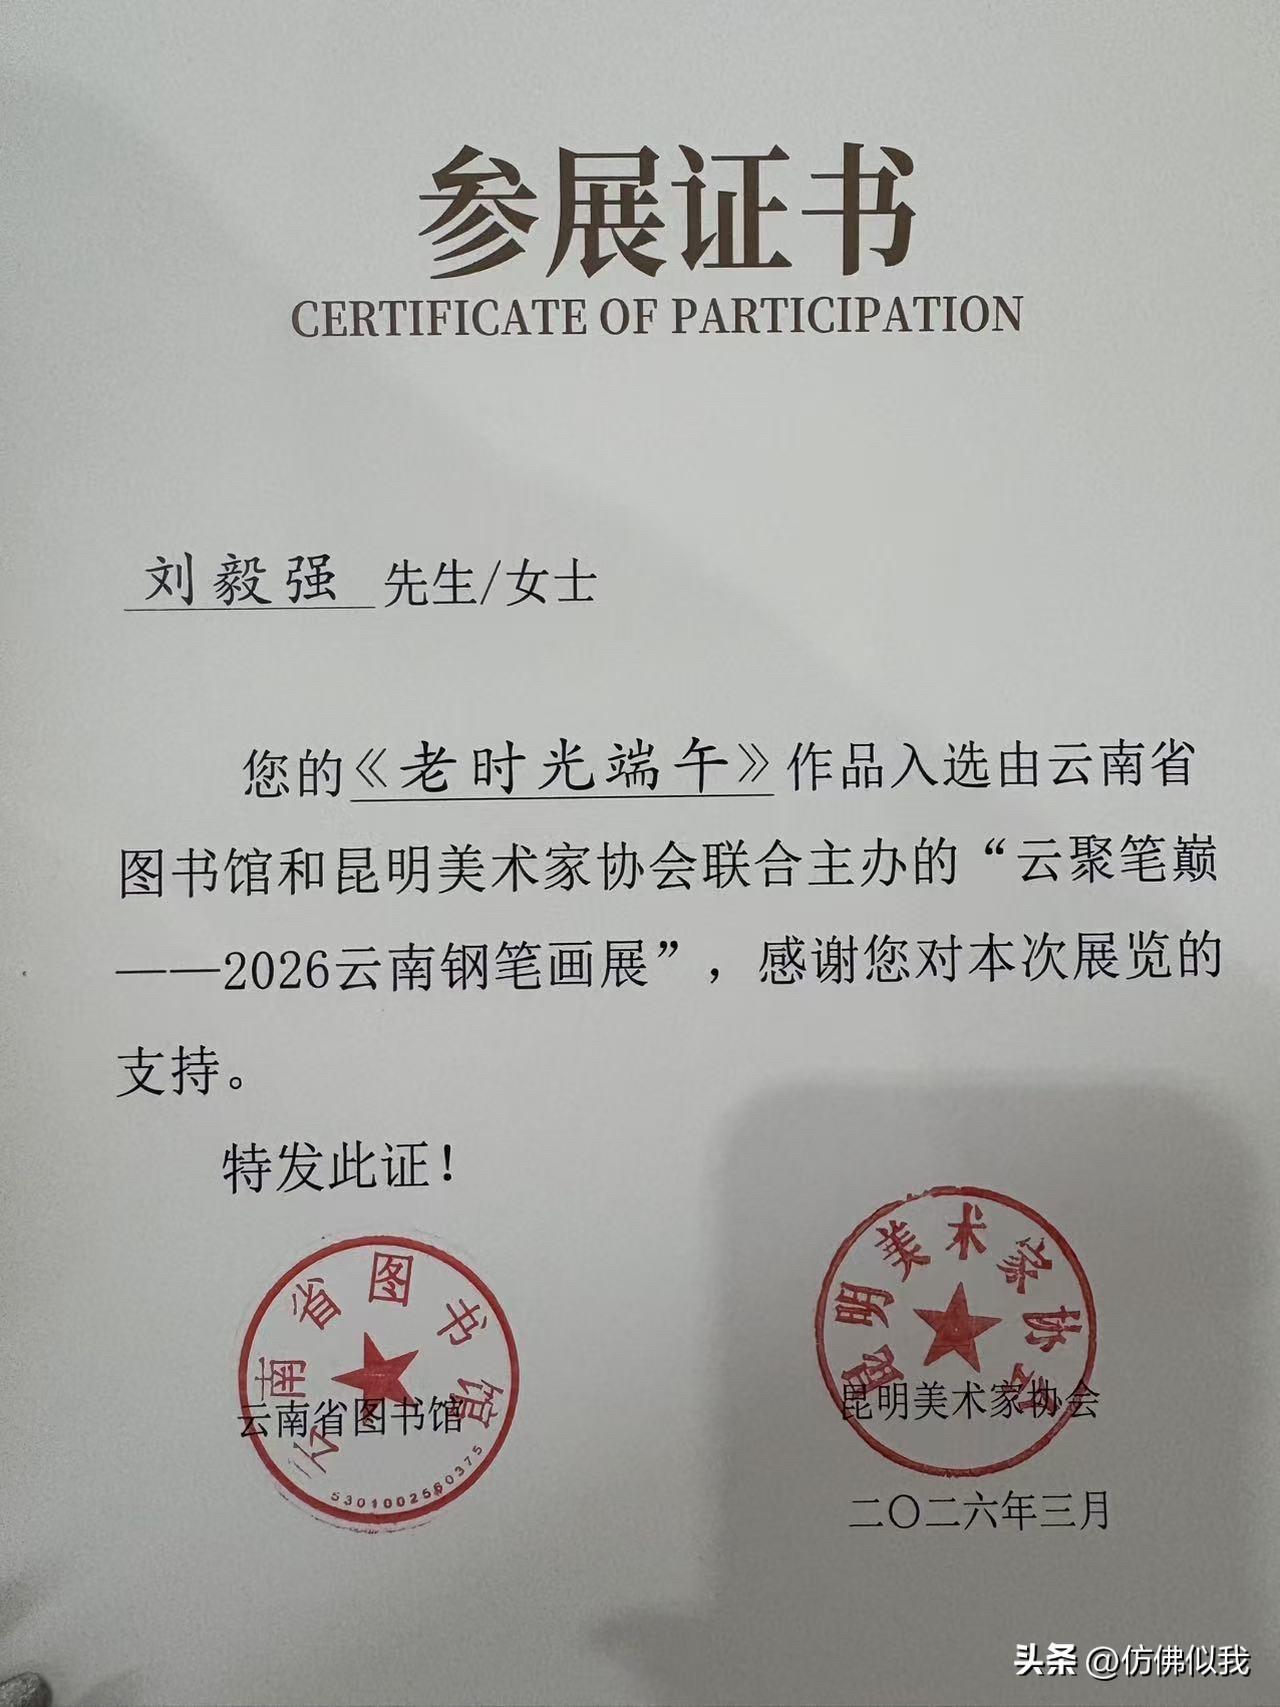 参展证书
CERTIFICATE OF PARTICIPATION
刘毅强 先生/女士
您的《老时光端午》作品入选由云南省
图书馆和昆明美术家协会联合主办的“云聚笔巅
——2026云南钢笔画展”，感谢您对本次展览的
支持。
特发此证！
云南省图书馆
云南省图书馆
昆明美术家协会
昆明美术家协会
二〇二六年三月
头条 @仿佛似我